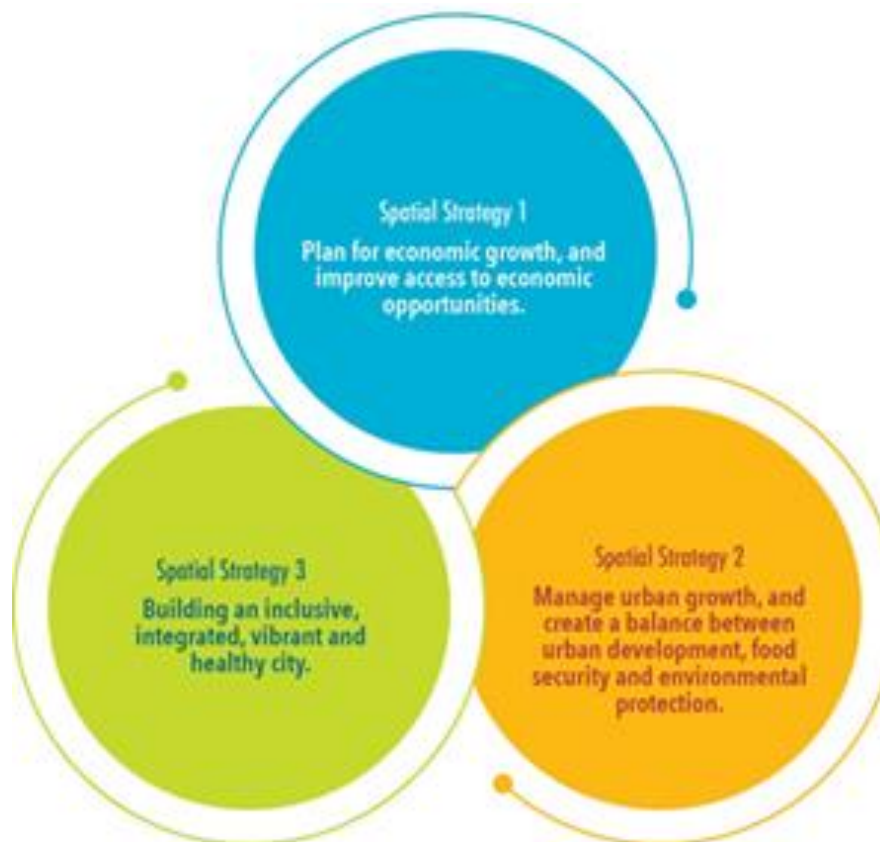 Spatial Strategy 1
Plan for economic growth, and
improve access to economic
opportunities.
Spatial Strategy 2
Manage urban growth, and
create a balance between
urban development, food
security and environmental
protection.
Spatial Strategy 3
Building an inclusive,
integrated, vibrant and
healthy city.